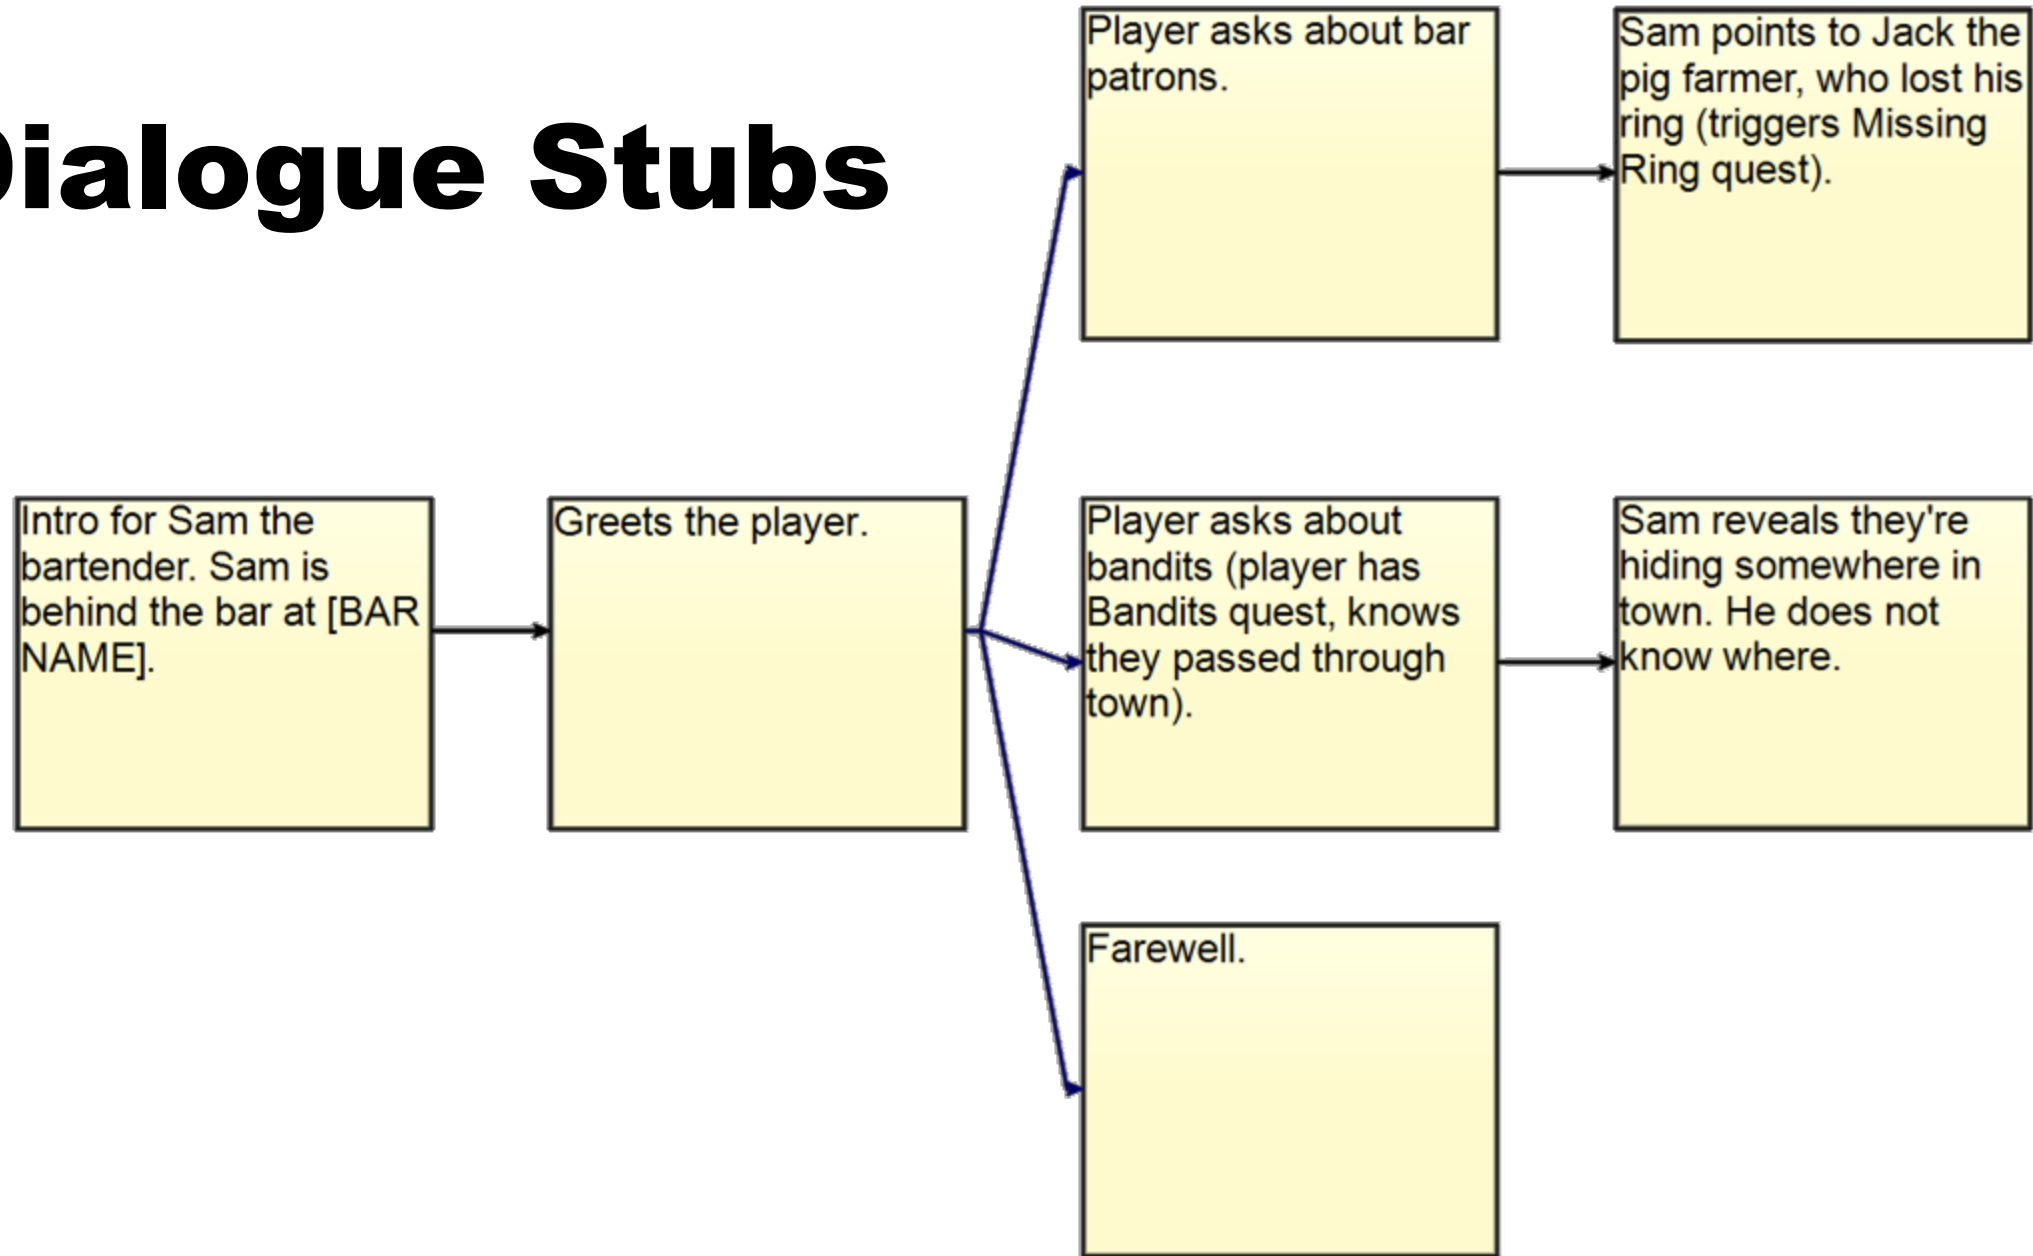 Dialogue Stubs
Player asks about bar
patrons.
Sam points to Jack the
pig farmer, who lost his
ring (triggers Missing
Ring quest).
Intro for Sam the
bartender. Sam is
behind the bar at [BAR
NAME].
Greets the player.
Player asks about
bandits (player has
Bandits quest, knows
they passed through
town).
Sam reveals they're
hiding somewhere in
town. He does not
know where.
Farewell.